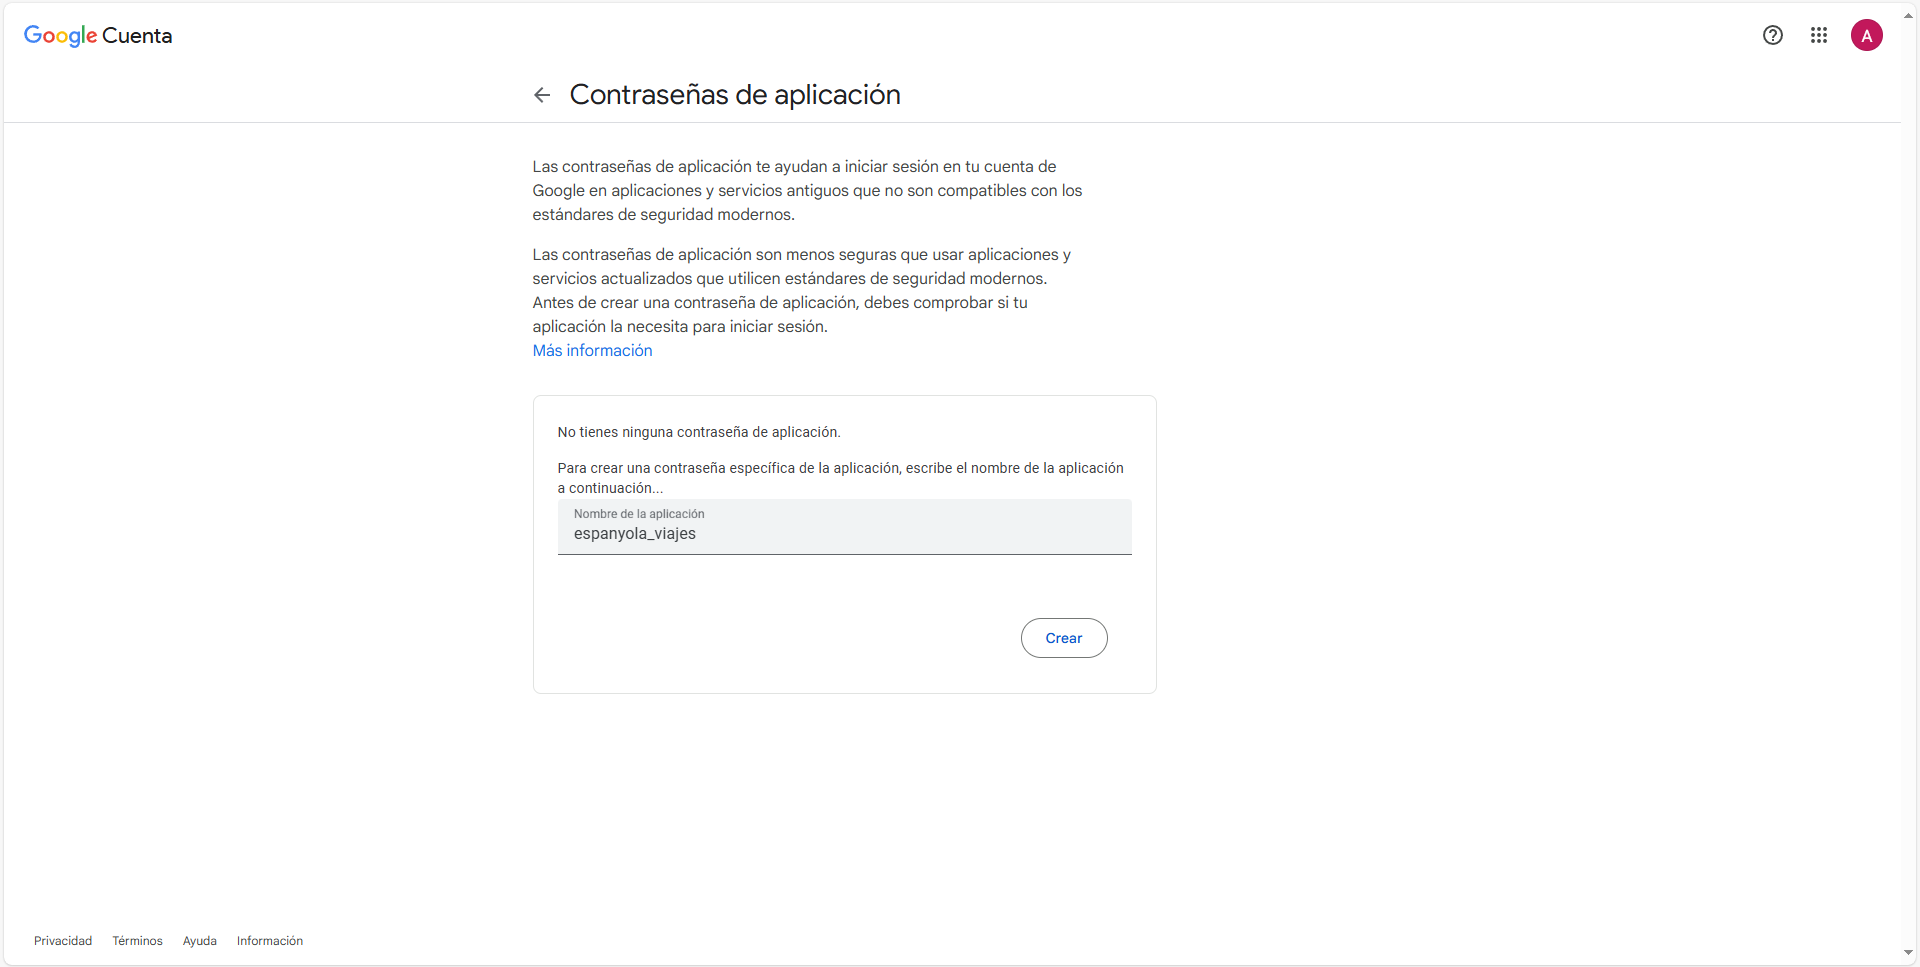 Google Cuenta
A
Contraseñas de aplicación
Las contraseñas de aplicación te ayudan a iniciar sesión en tu cuenta de
Google en aplicaciones y servicios antiguos que no son compatibles con los
estándares de seguridad modernos.
Las contraseñas de aplicación son menos seguras que usar aplicaciones y
servicios actualizados que utilicen estándares de seguridad modernos.
Antes de crear una contraseña de aplicación, debes comprobar si tu
aplicación la necesita para iniciar sesión.
Más información
No tienes ninguna contraseña de aplicación.
Para crear una contraseña específica de la aplicación, escribe el nombre de la aplicación
a continuación...
Nombre de la aplicación
espanyola_viajes
Crear
Privacidad Términos Ayuda Información